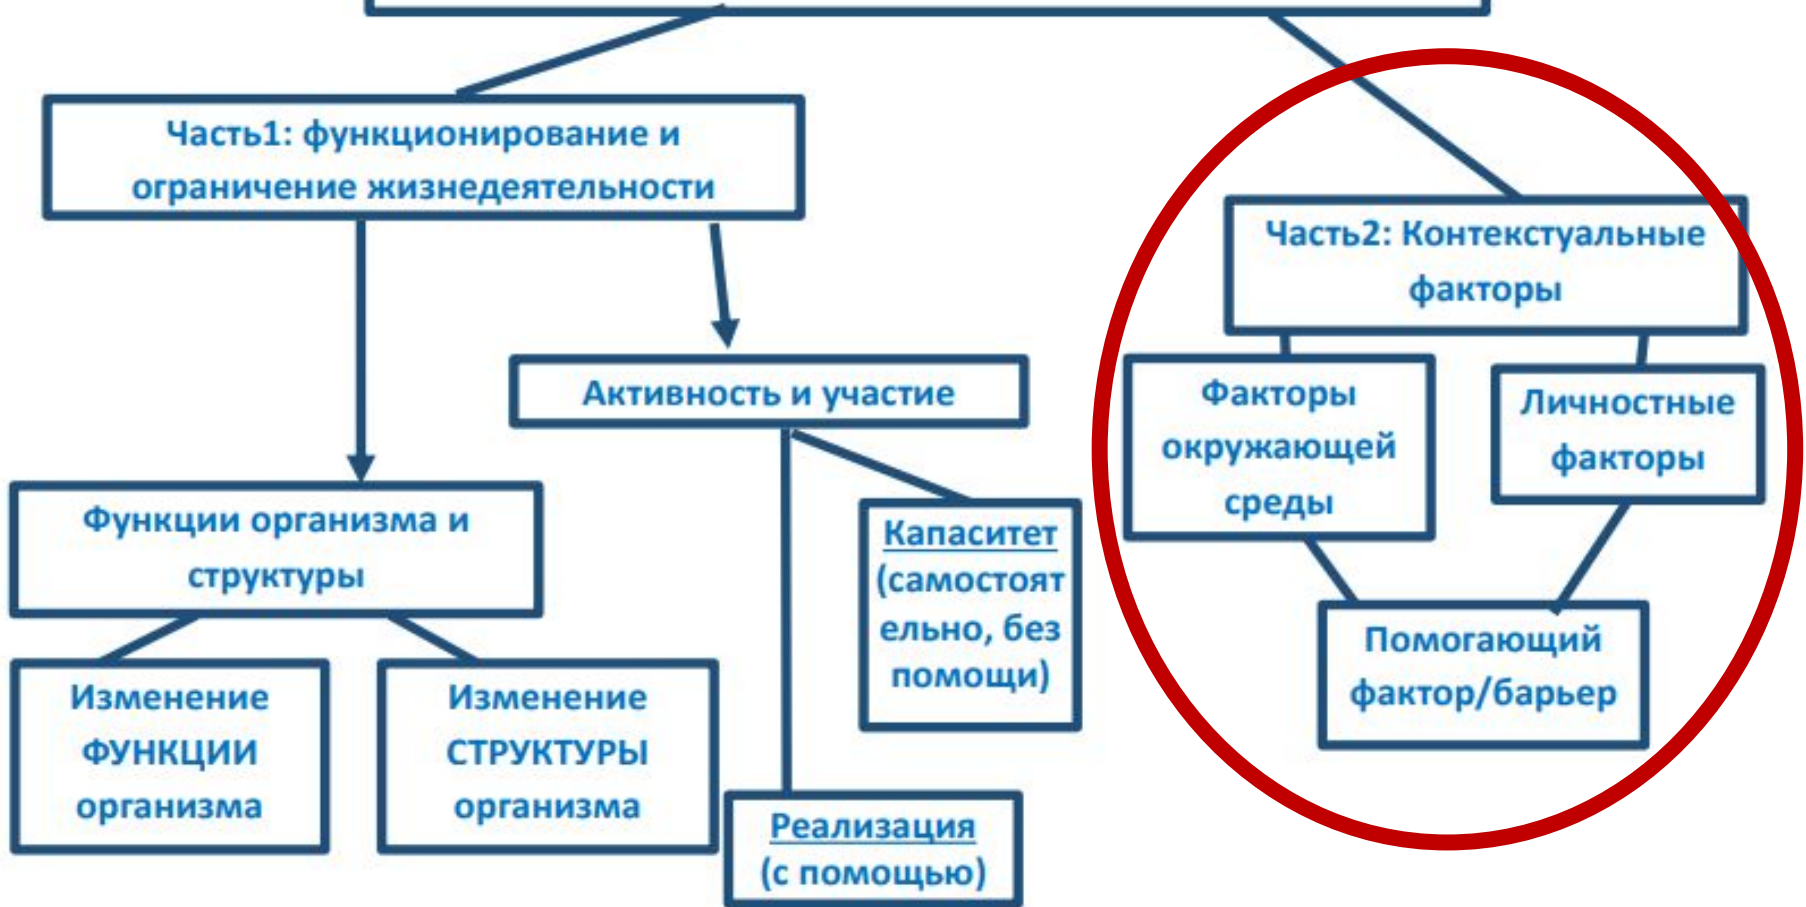 Часть1: функционирование и
ограничение жизнедеятельности
Часть2: Контекстуальные
факторы
Активность и участие
Факторы
окружающей
среды
Личностные
факторы
Функции организма и
структуры
Капаситет
(самостоят
ельно, без
помощи)
Помогающий
фактор/барьер
Изменение
ФУНКЦИИ
организма
Изменение
СТРУКТУРЫ
организма
Реализация
(с помощью)